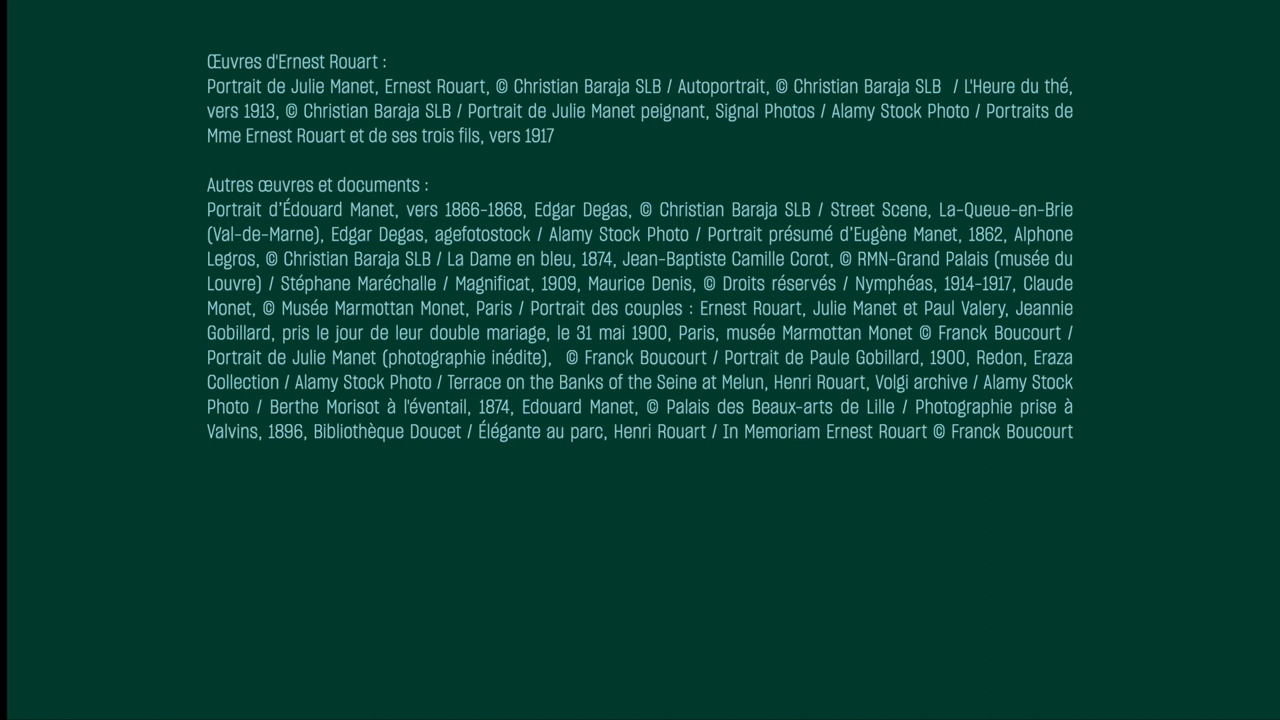 Œuvres d'Ernest Rouart :
Portrait de Julie Manet, Ernest Rouart, © Christian Baraja SLB / Autoportrait, © Christian Baraja SLB  / L'Heure du thé,
vers 1913, © Christian Baraja SLB / Portrait de Julie Manet peignant, Signal Photos / Alamy Stock Photo / Portraits de
Mme Ernest Rouart et de ses trois fils, vers 1917
Autres œuvres et documents :
Portrait d’Édouard Manet, vers 1866-1868, Edgar Degas, © Christian Baraja SLB / Street Scene, La-Queue-en-Brie
(Val-de-Marne), Edgar Degas, agefotostock / Alamy Stock Photo / Portrait présumé d’Eugène Manet, 1862, Alphone
Legros, © Christian Baraja SLB / La Dame en bleu, 1874, Jean-Baptiste Camille Corot, © RMN-Grand Palais (musée du
Louvre) / Stéphane Maréchalle / Magnificat, 1909, Maurice Denis, © Droits réservés / Nymphéas, 1914-1917, Claude
Monet, © Musée Marmottan Monet, Paris / Portrait des couples : Ernest Rouart, Julie Manet et Paul Valery, Jeannie
Gobillard, pris le jour de leur double mariage, le 31 mai 1900, Paris, musée Marmottan Monet © Franck Boucourt /
Portrait de Julie Manet (photographie inédite),  © Franck Boucourt / Portrait de Paule Gobillard, 1900, Redon, Eraza
Collection / Alamy Stock Photo / Terrace on the Banks of the Seine at Melun, Henri Rouart, Volgi archive / Alamy Stock
Photo / Berthe Morisot à l'éventail, 1874, Edouard Manet, © Palais des Beaux-arts de Lille / Photographie prise à
Valvins, 1896, Bibliothèque Doucet / Élégante au parc, Henri Rouart / In Memoriam Ernest Rouart © Franck Boucourt